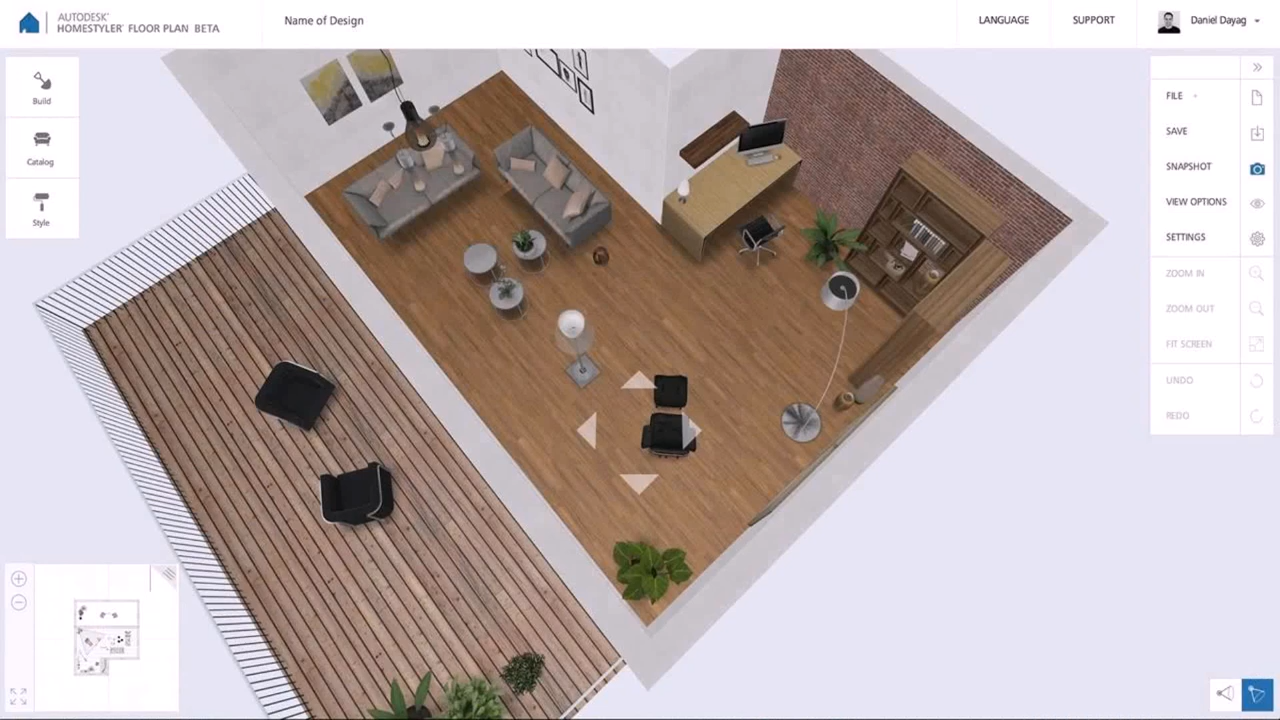 AUTODESK®
HOMESTYLER® FLOOR PLAN BETA
Name of Design
LANGUAGE
SUPPORT
Daniel Dayag
Build
Catalog
Style
FILE
SAVE
SNAPSHOT
VIEW OPTIONS
SETTINGS
ZOOM IN
ZOOM OUT
FIT SCREEN
UNDO
REDO